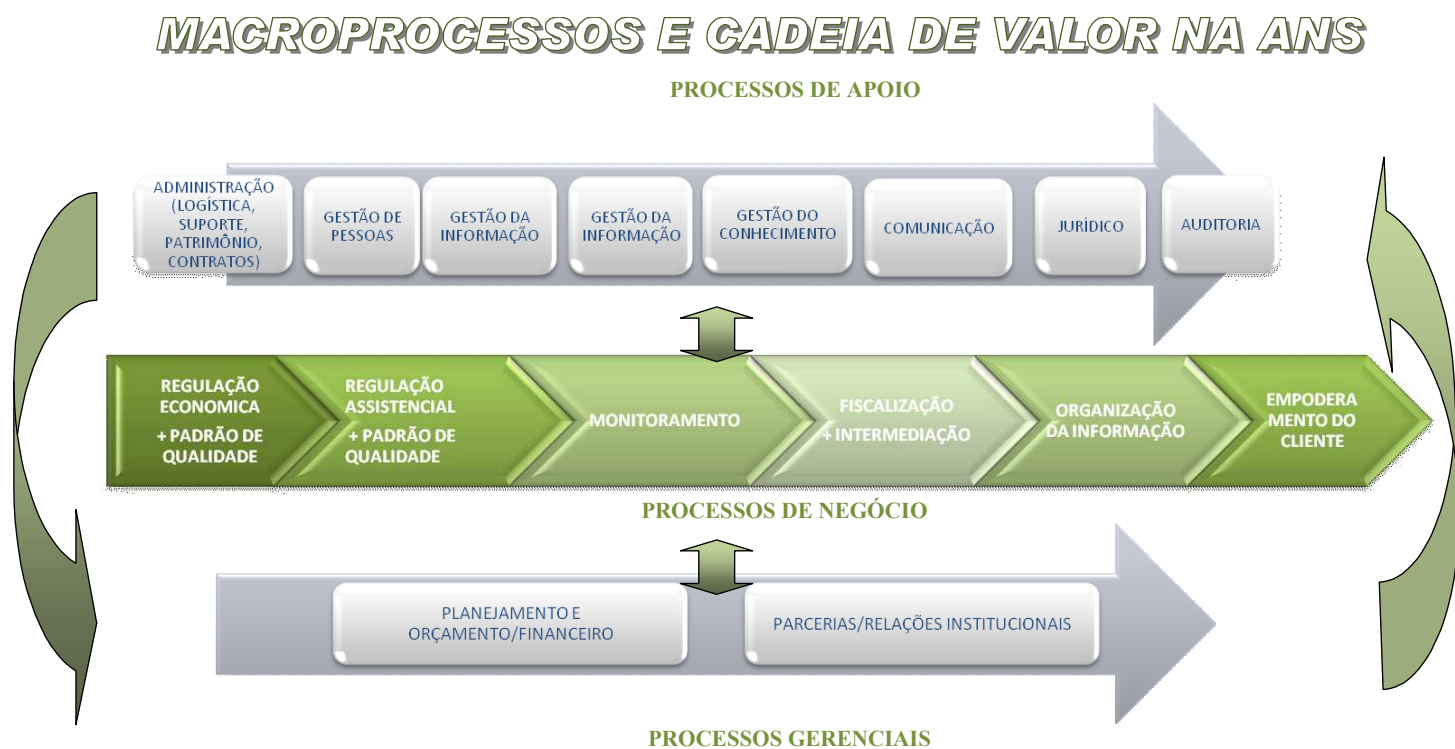 MACROPROCESSOS E CADEIA DE VALOR NA ANS
PROCESSOS DE APOIO
ADMINISTRAÇÃO
(LOGÍSTICA,
SUPORTE,
PATRIMÔNIO,
CONTRATOS)
GESTÃO DE
PESSOAS
GESTÃO DA
INFORMAÇÃO
GESTÃO DA
INFORMAÇÃO
GESTÃO DO
CONHECIMENTO
COMUNICAÇÃO
JURÍDICO
AUDITORIA
REGULAÇÃO
ECONOMICA
+ PADRÃO DE
QUALIDADE
REGULAÇÃO
ASSISTENCIAL
+ PADRÃO DE
QUALIDADE
MONITORAMENTO
FISCALIZAÇÃO
+ INTERMEDIAÇÃO
ORGANIZAÇÃO
DA INFORMAÇÃO
EMPODERA
MENTO DO
CLIENTE
PROCESSOS DE NEGÓCIO
PLANEJAMENTO E
ORÇAMENTO/FINANCEIRO
PARCERIAS/RELAÇÕES INSTITUCIONAIS
PROCESSOS GERENCIAIS